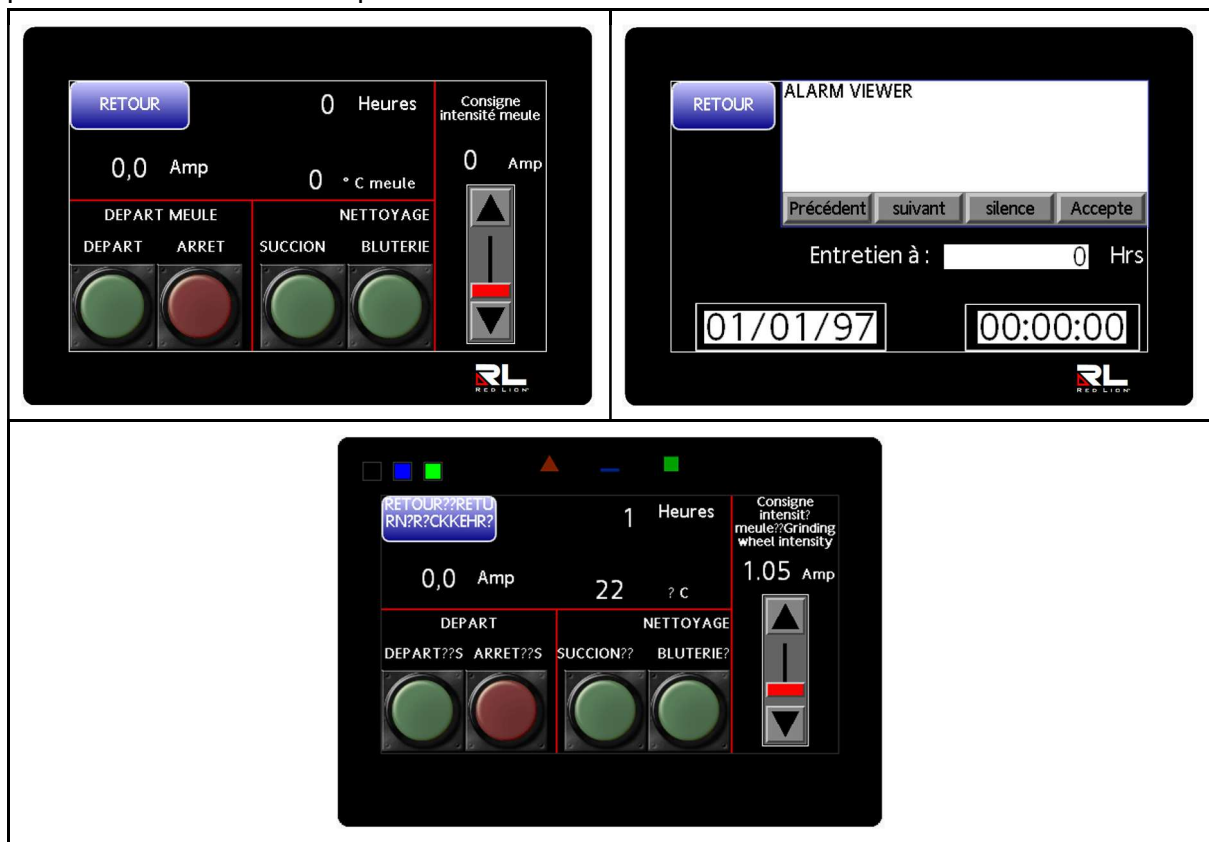 RETOUR
0 Heures
Consigne
intensité meule
0,0 Amp
0 ° C meule
0 Amp
DEPART MEULE
NETTOYAGE
DEPART ARRET SUCCION BLUTERIE
RL
RED LION
RETOUR
ALARM VIEWER
Précédent suivant silence Accepte
Entretien à : 0 Hrs
01/01/97 00:00:00
RL
RED LION
RETOUR??RETU
RN?R?CKKEHR?
1 Heures
Consigne
intensit?
meule??Grinding
wheel intensity
0,0 Amp
22 ? C
1.05 Amp
DEPART
NETTOYAGE
DEPART??S ARRET??S SUCCION?? BLUTERIE?